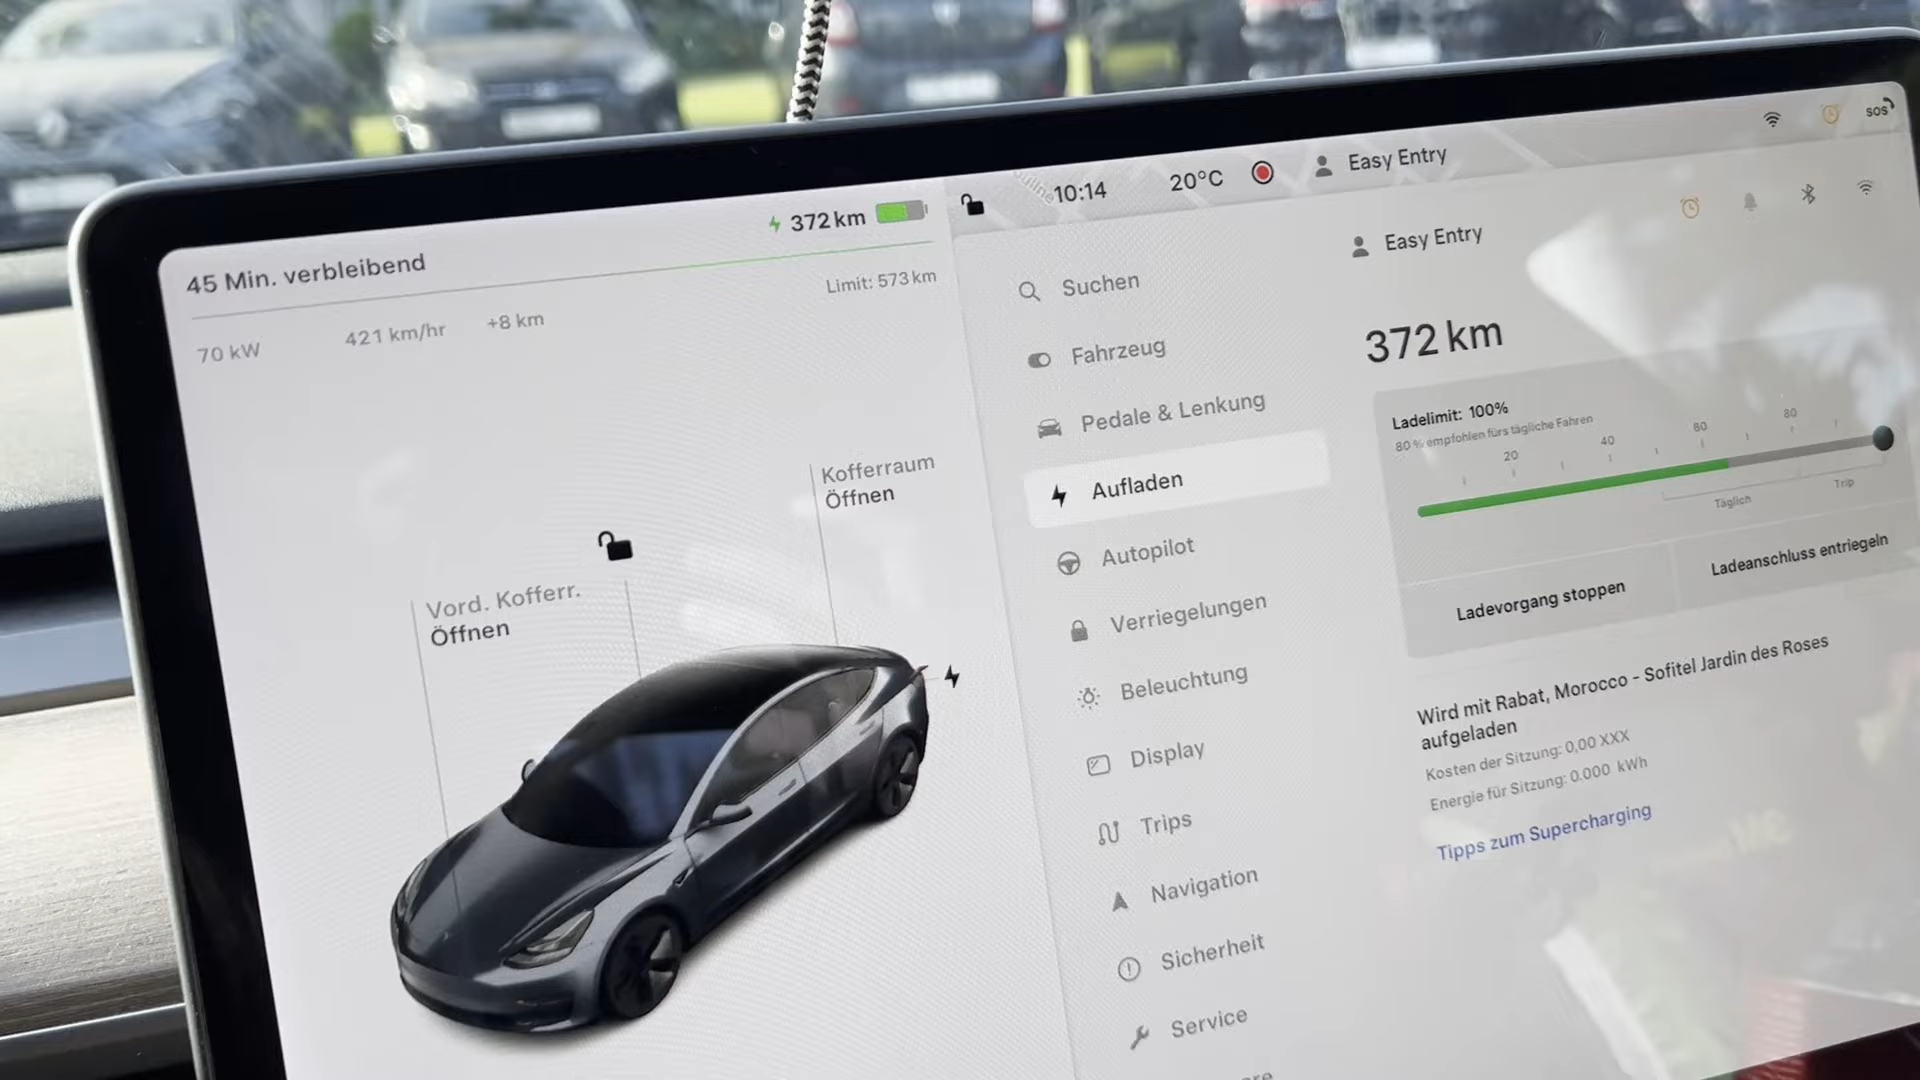 45 Min. verbleibend
372 km
Limit: 573 km
70 kW
421 km/hr
+8 km
Kofferraum
Öffnen
Vord. Kofferr.
Öffnen
10:14
20°C
Easy Entry
SOS
Suchen
Fahrzeug
Pedale & Lenkung
Aufladen
Autopilot
Verriegelungen
Beleuchtung
Display
Trips
Navigation
Sicherheit
Service
Easy Entry
372 km
Ladelimit: 100%
80 % empfohlen fürs tägliche Fahren
20
40
60
80
Täglich
Trip
Ladevorgang stoppen
Ladeanschluss entriegeln
Wird mit Rabat, Morocco - Sofitel Jardin des Roses
aufgeladen
Kosten der Sitzung: 0,00 XXX
Energie für Sitzung: 0.000 kWh
Tipps zum Supercharging